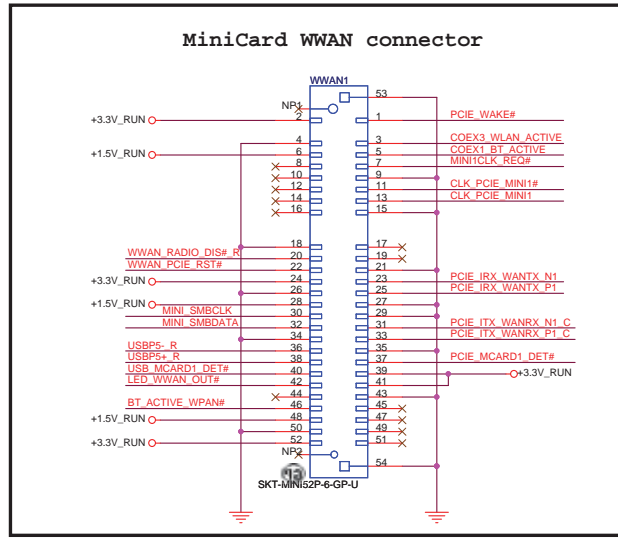 MiniCard WWAN connector
WWAN1
53
NP1
+3.3V_RUN 2 1 PCIE_WAKE#
4 3 COEX3_WLAN_ACTIVE
+1.5V_RUN 6 5 COEX1_BT_ACTIVE
8 7 MINI1CLK_REQ#
10 9
12 11 CLK_PCIE_MINI1#
14 13 CLK_PCIE_MINI1
16 15
18 17
WWAN_RADIO_DIS#_R 20 19
WWAN_PCIE_RST# 22 21
+3.3V_RUN 24 23 PCIE_IRX_WANTX_N1
26 25 PCIE_IRX_WANTX_P1
+1.5V_RUN 28 27
MINI_SMBCLK 30 29
MINI_SMBDATA 32 31 PCIE_ITX_WANRX_N1_C
34 33 PCIE_ITX_WANRX_P1_C
USBP5-_R 36 35
USBP5+_R 38 37 PCIE_MCARD1_DET#
USB_MCARD1_DET# 40 39 +3.3V_RUN
LED_WWAN_OUT# 42 41
44 43
BT_ACTIVE_WPAN# 46 45
+1.5V_RUN 48 47
50 49
+3.3V_RUN 52 51
NP2
54
SKT-MINI52P-6-GP-U